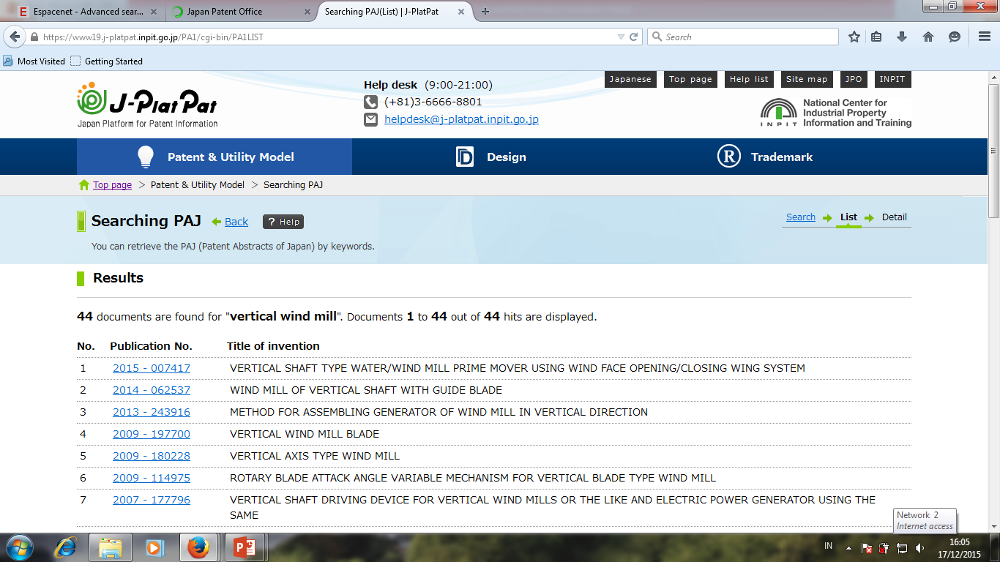 Espacenet - Advanced sear...
Japan Patent Office
Searching PAJ(List) | J-PlatPat
https://www19.j-platpat.inpit.go.jp/PA1/cgi-bin/PA1LIST
Search
Most Visited
Getting Started
J-PlatPat
Japan Platform for Patent Information
Help desk (9:00-21:00)
(+81)3-6666-8801
helpdesk@j-platpat.inpit.go.jp
Japanese
Top page
Help list
Site map
JPO
INPIT
INPIT
National Center for
Industrial Property
Information and Training
Patent & Utility Model
Design
Trademark
Top page > Patent & Utility Model > Searching PAJ
Searching PAJ
Back
? Help
Search
List
Detail
You can retrieve the PAJ (Patent Abstracts of Japan) by keywords.
Results
44 documents are found for "vertical wind mill". Documents 1 to 44 out of 44 hits are displayed.
No. Publication No. Title of invention
1 2015 - 007417 VERTICAL SHAFT TYPE WATER/WIND MILL PRIME MOVER USING WIND FACE OPENING/CLOSING WING SYSTEM
2 2014 - 062537 WIND MILL OF VERTICAL SHAFT WITH GUIDE BLADE
3 2013 - 243916 METHOD FOR ASSEMBLING GENERATOR OF WIND MILL IN VERTICAL DIRECTION
4 2009 - 197700 VERTICAL WIND MILL BLADE
5 2009 - 180228 VERTICAL AXIS TYPE WIND MILL
6 2009 - 114975 ROTARY BLADE ATTACK ANGLE VARIABLE MECHANISM FOR VERTICAL BLADE TYPE WIND MILL
7 2007 - 177796 VERTICAL SHAFT DRIVING DEVICE FOR VERTICAL WIND MILLS OR THE LIKE AND ELECTRIC POWER GENERATOR USING THE
SAME
Network 2
Internet access
IN
16:05
17/12/2015